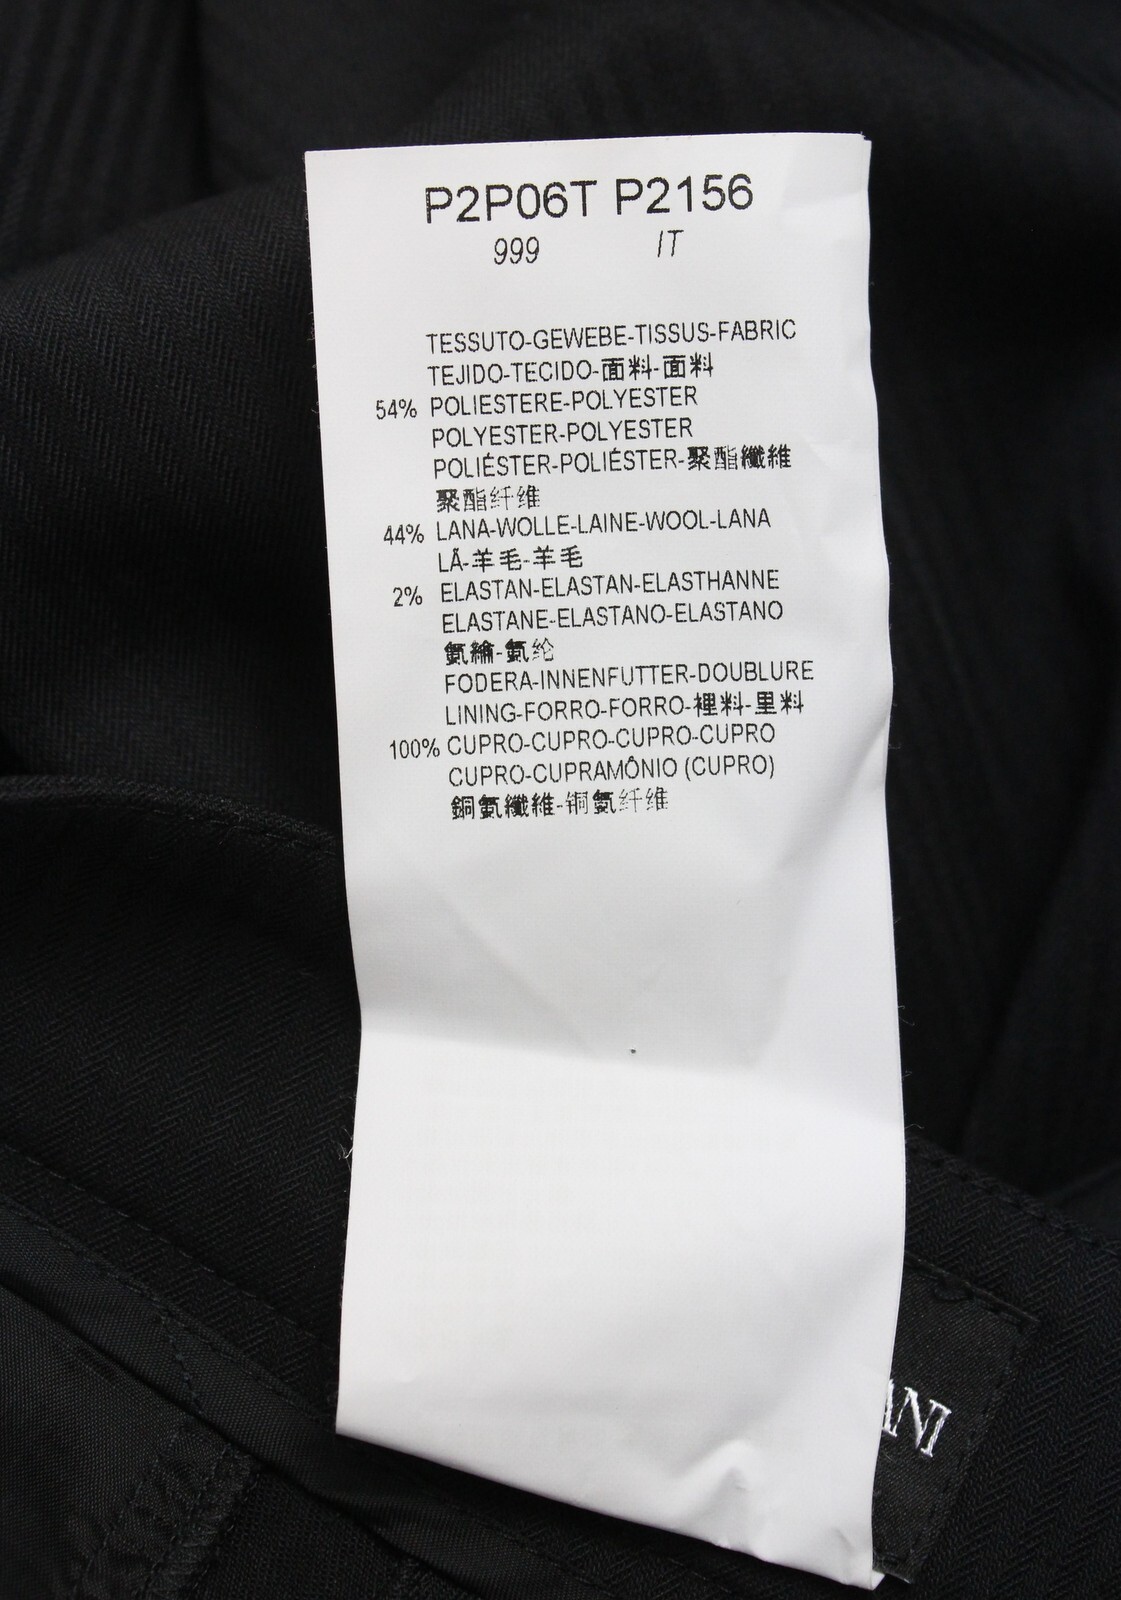 P2P06T P2156
999 IT
TESSUTO-GEWEBE-TISSUS-FABRIC
TEJIDO-TECIDO-面料-面料
54% POLIESTERE-POLYESTER
POLYESTER-POLYESTER
POLIÉSTER-POLIÉSTER-聚酯纖維
聚酯纤维
44% LANA-WOLLE-LAINE-WOOL-LANA
LÃ-羊毛-羊毛
2% ELASTAN-ELASTAN-ELASTHANNE
ELASTANE-ELASTANO-ELASTANO
氨綸-氨纶
FODERA-INNENFUTTER-DOUBLURE
LINING-FORRO-FORRO-裡料-里料
100% CUPRO-CUPRO-CUPRO-CUPRO
CUPRO-CUPRAMÔNIO (CUPRO)
銅氨纖維-铜氨纤维